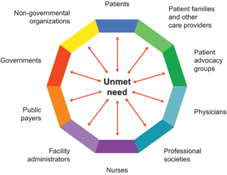 Patients
Patient families
and other
care providers
Patient
advocacy
groups
Physicians
Professional
societies
Nurses
Facility
administrators
Public
payers
Governments
Non-governmental
organizations
Unmet
need